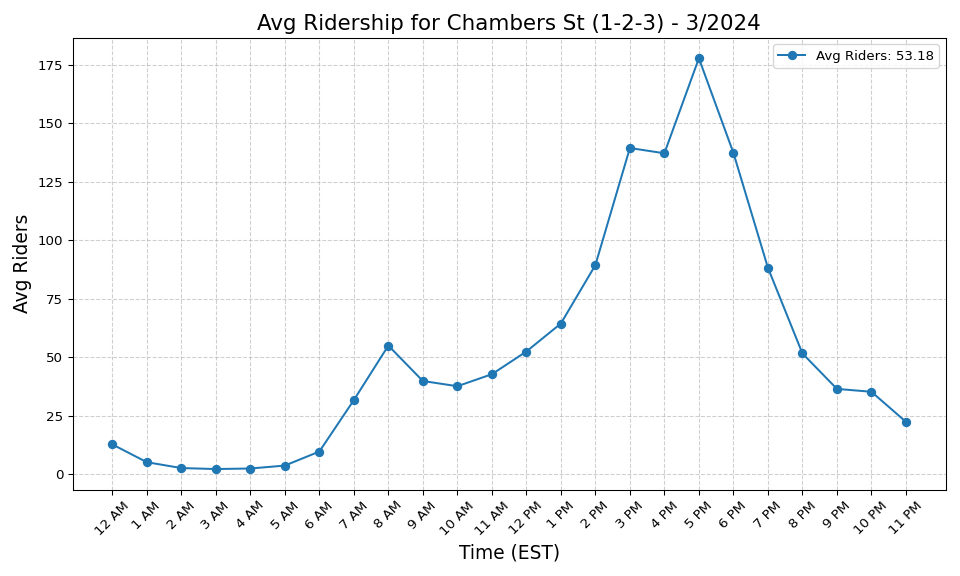 Avg Ridership for Chambers St (1-2-3) - 3/2024
Avg Riders: 53.18
Avg Riders
175
150
125
100
75
50
25
0
12 AM
1 AM
2 AM
3 AM
4 AM
5 AM
6 AM
7 AM
8 AM
9 AM
10 AM
11 AM
12 PM
1 PM
2 PM
3 PM
4 PM
5 PM
6 PM
7 PM
8 PM
9 PM
10 PM
11 PM
Time (EST)